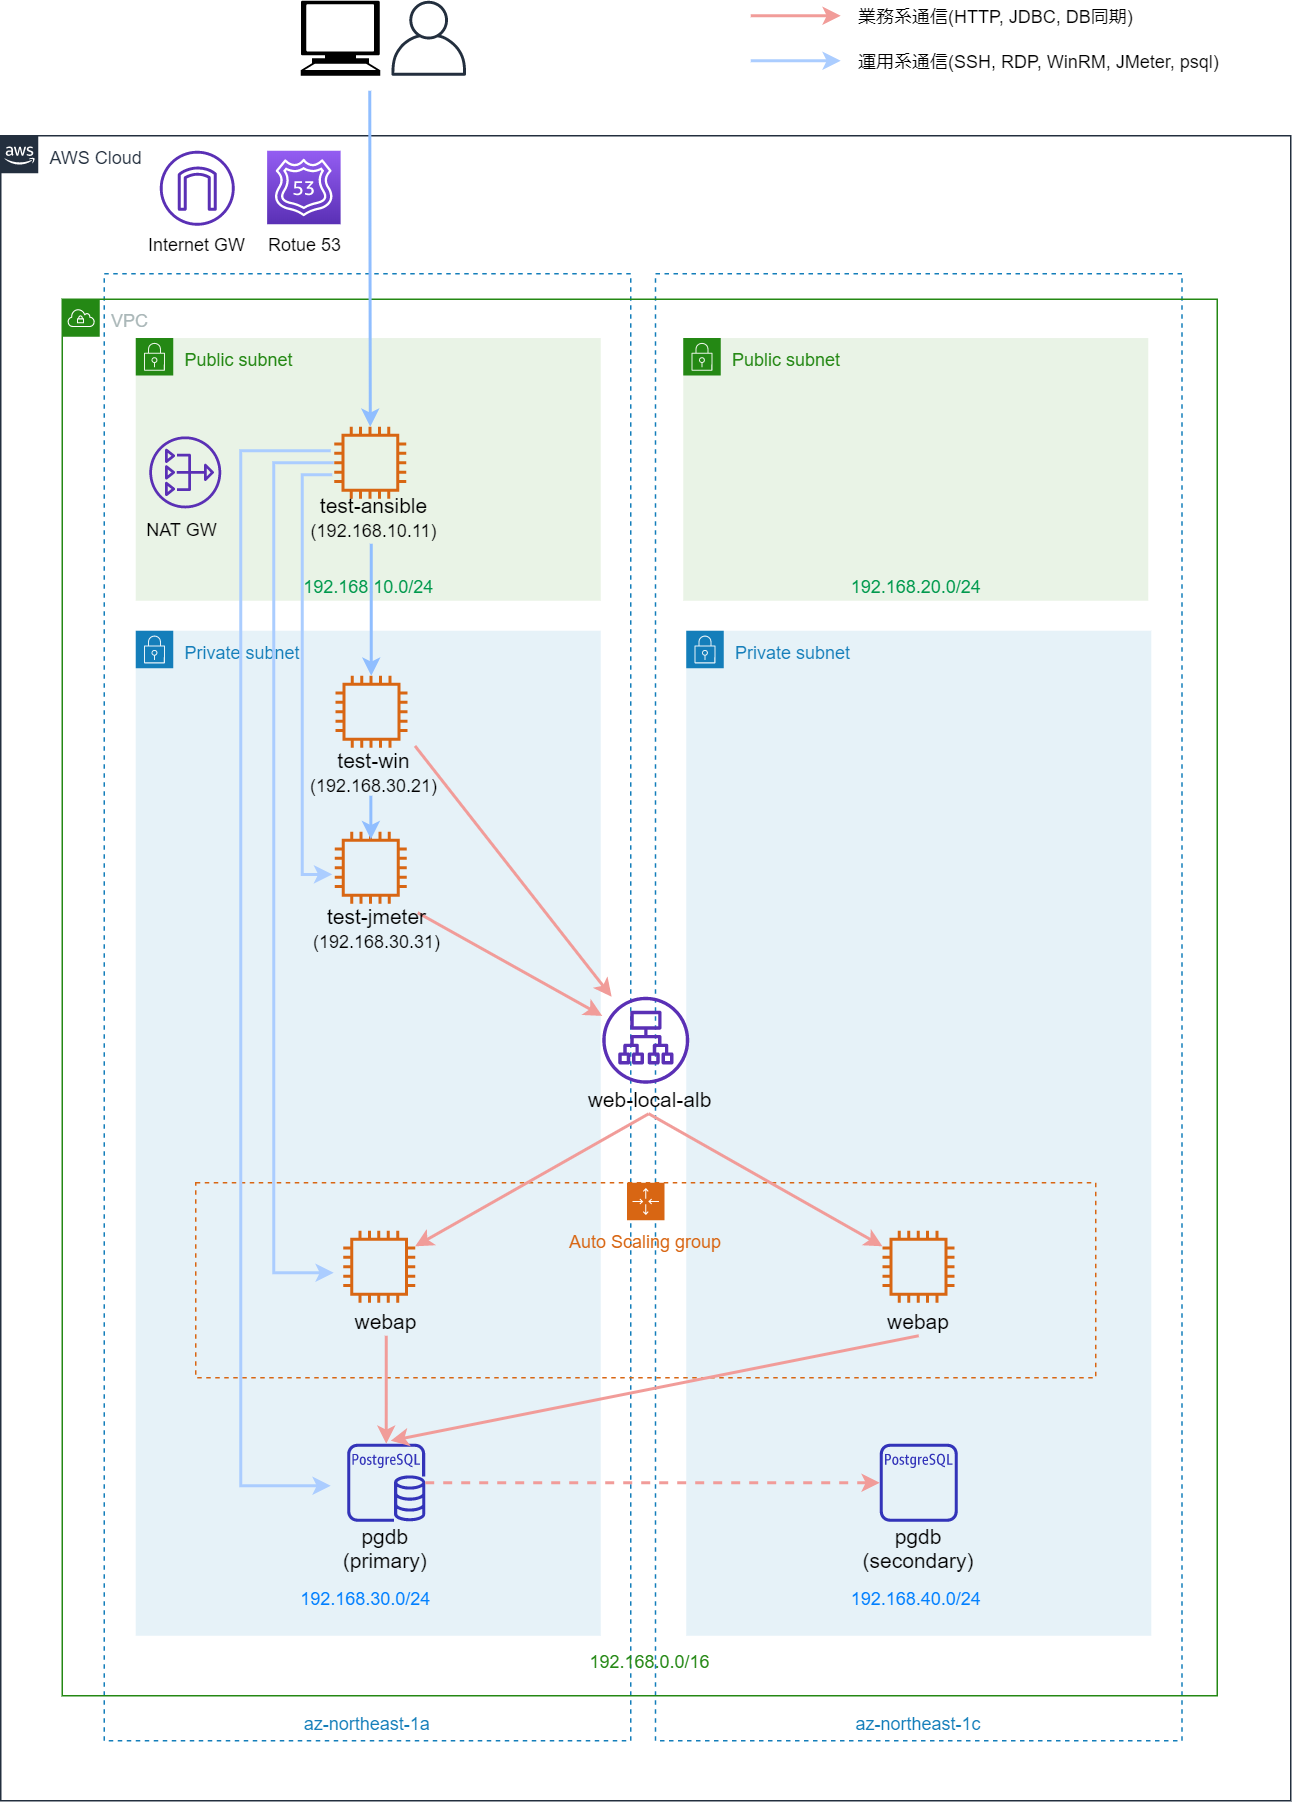 業務系通信(HTTP, JDBC, DB同期)
運用系通信(SSH, RDP, WinRM, JMeter, psql)
aws
AWS Cloud
53
Internet GW
Rotue 53
VPC
Public subnet
Public subnet
test-ansible
(192.168.10.11)
NAT GW
192.168.10.0/24
192.168.20.0/24
Private subnet
Private subnet
test-win
(192.168.30.21)
test-jmeter
(192.168.30.31)
web-local-alb
Auto Scaling group
webap
webap
PostgreSQL
PostgreSQL
pgdb
(primary)
pgdb
(secondary)
192.168.30.0/24
192.168.40.0/24
192.168.0.0/16
az-northeast-1a
az-northeast-1c